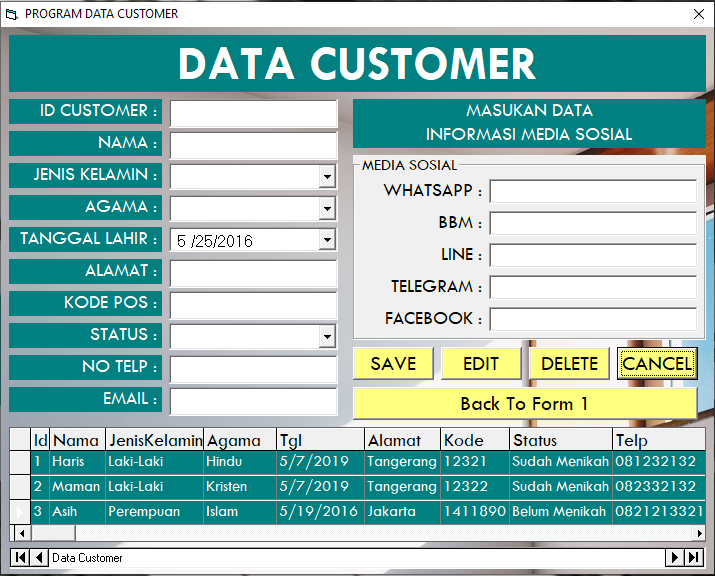 PROGRAM DATA CUSTOMER
DATA CUSTOMER
ID CUSTOMER :
NAMA :
JENIS KELAMIN :
AGAMA :
TANGGAL LAHIR : 5 /25/2016
ALAMAT :
KODE POS :
STATUS :
NO TELP :
EMAIL :
MASUKAN DATA
INFORMASI MEDIA SOSIAL
MEDIA SOSIAL
WHATSAPP :
BBM :
LINE :
TELEGRAM :
FACEBOOK :
SAVE EDIT DELETE CANCEL
Back To Form 1
Id Nama JenisKelamin Agama Tgl Alamat Kode Status Telp
1 Haris Laki-Laki Hindu 5/7/2019 Tangerang 12321 Sudah Menikah 081232132
2 Maman Laki-Laki Kristen 5/7/2019 Tangerang 12322 Sudah Menikah 082332132
3 Asih Perempuan Islam 5/19/2016 Jakarta 1411890 Belum Menikah 0821213321
Data Customer